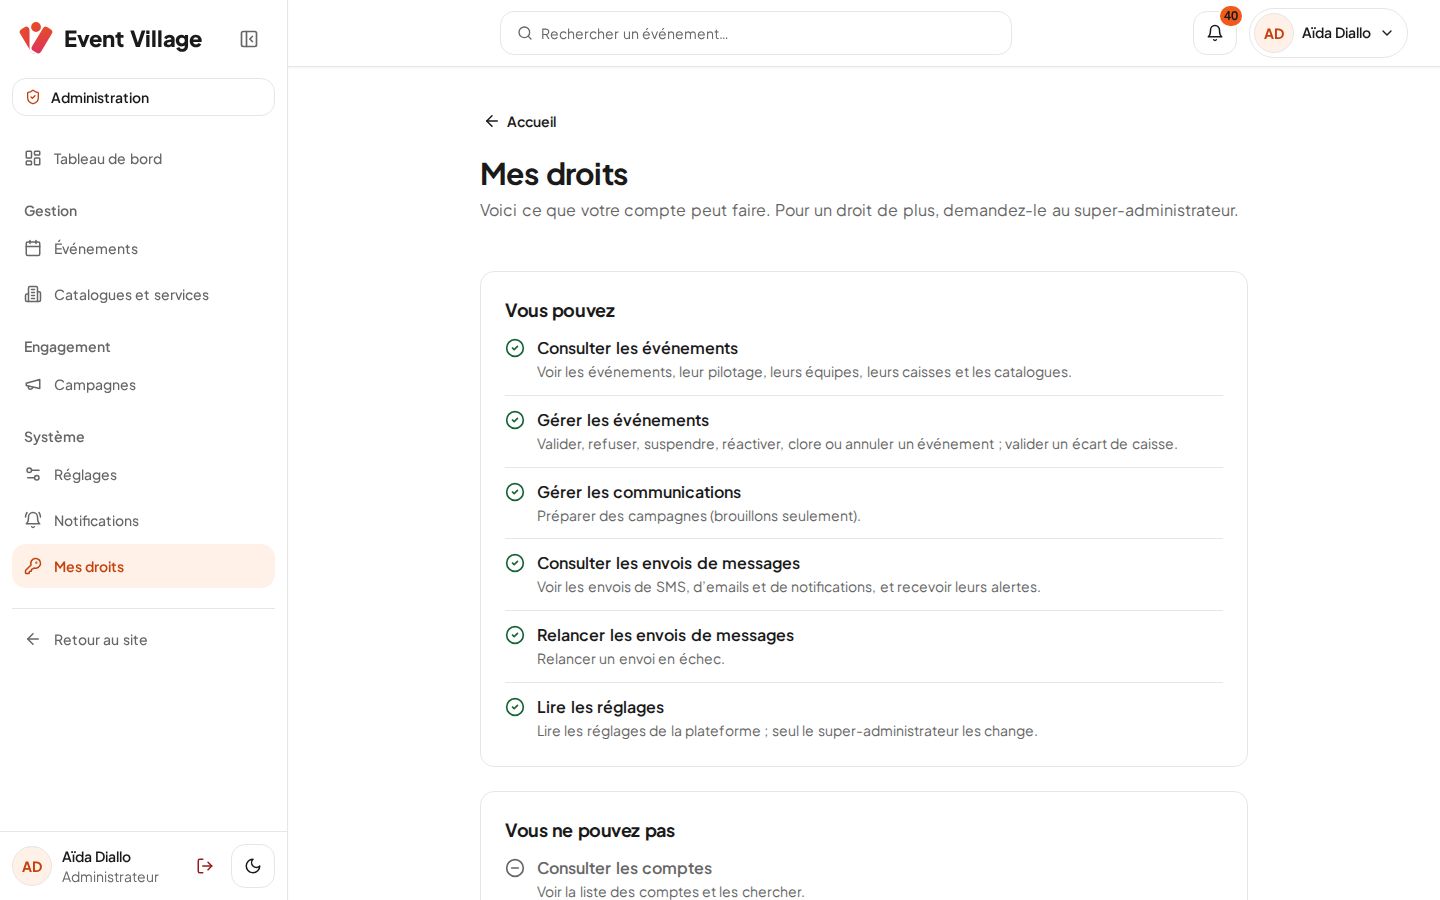 Event Village
Administration
Tableau de bord
Gestion
Événements
Catalogues et services
Engagement
Campagnes
Système
Réglages
Notifications
Mes droits
Retour au site
AD
Aïda Diallo
Administrateur
Rechercher un événement...
40
AD
Aïda Diallo
Accueil
Mes droits
Voici ce que votre compte peut faire. Pour un droit de plus, demandez-le au super-administrateur.
Vous pouvez
Consulter les événements
Voir les événements, leur pilotage, leurs équipes, leurs caisses et les catalogues.
Gérer les événements
Valider, refuser, suspendre, réactiver, clore ou annuler un événement ; valider un écart de caisse.
Gérer les communications
Préparer des campagnes (brouillons seulement).
Consulter les envois de messages
Voir les envois de SMS, d'emails et de notifications, et recevoir leurs alertes.
Relancer les envois de messages
Relancer un envoi en échec.
Lire les réglages
Lire les réglages de la plateforme ; seul le super-administrateur les change.
Vous ne pouvez pas
Consulter les comptes
Voir la liste des comptes et les chercher.